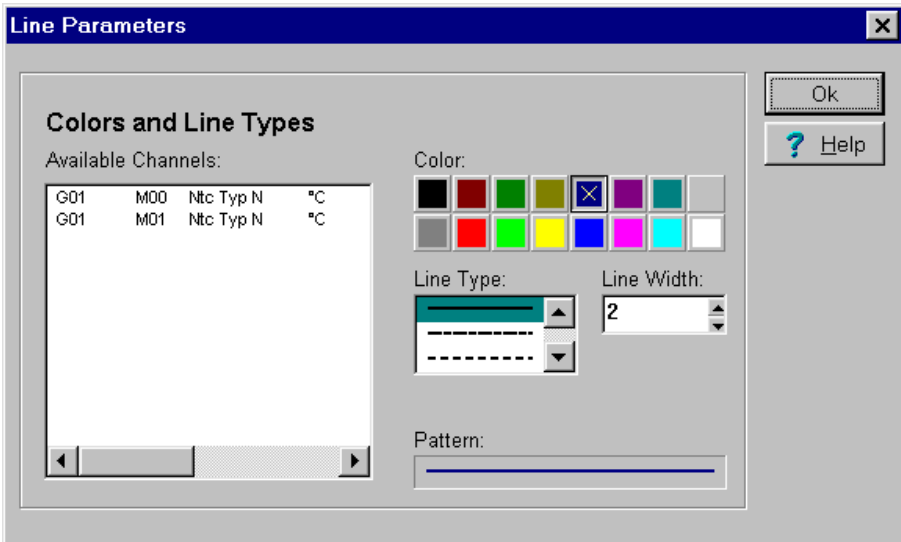 Line Parameters
Ok
? Help
Colors and Line Types
Available Channels:
G01 M00 Ntc Typ N °C
G01 M01 Ntc Typ N °C
Color:
Line Type:
Line Width:
2
Pattern: